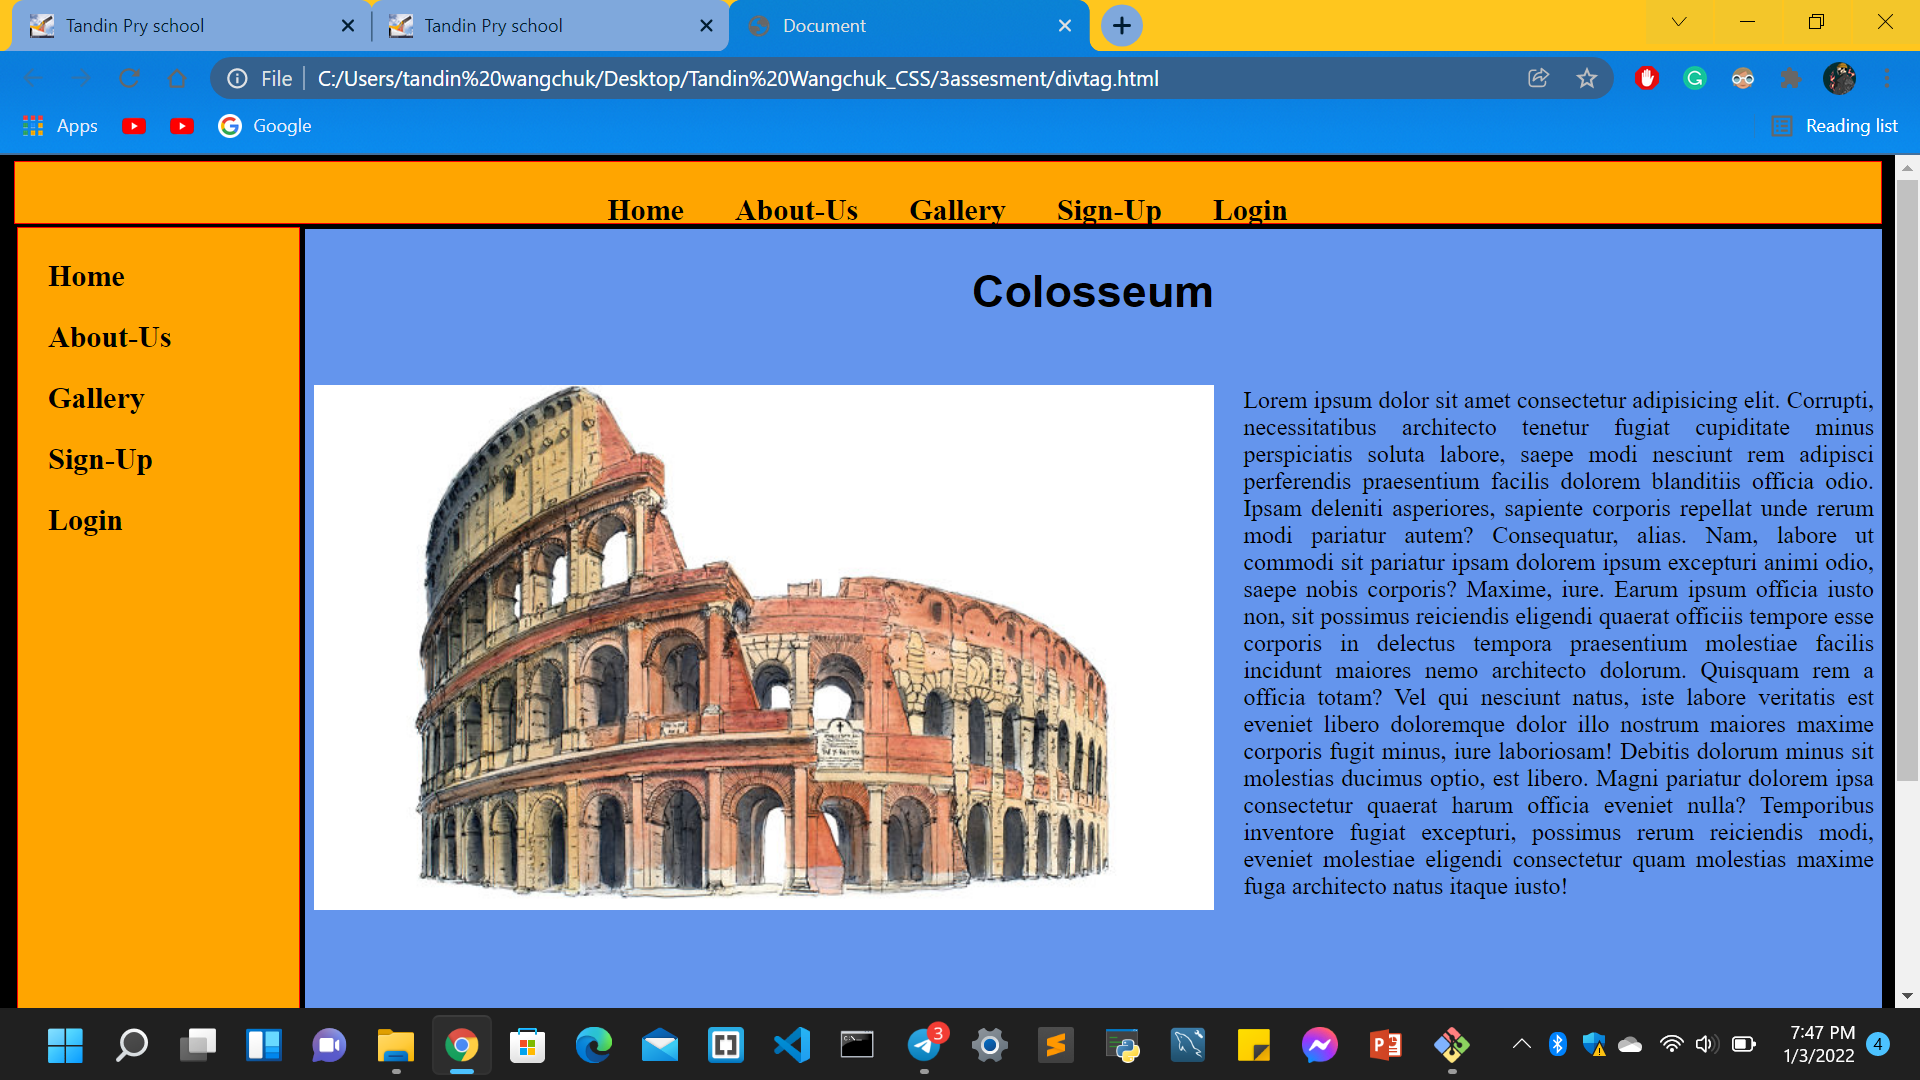 Tandin Pry school
Tandin Pry school
Document
File
C:/Users/tandin%20wangchuk/Desktop/Tandin%20Wangchuk_CSS/3assesment/divtag.html
Apps
Google
Reading list
Home About-Us Gallery Sign-Up Login
Home
About-Us
Gallery
Sign-Up
Login
Colosseum
Lorem ipsum dolor sit amet consectetur adipisicing elit. Corrupti,
necessitatibus architecto tenetur fugiat cupiditate minus
perspiciatis soluta labore, saepe modi nesciunt rem adipisci
perferendis praesentium facilis dolorem blanditiis officia odio.
Ipsam deleniti asperiores, sapiente corporis repellat unde rerum
modi pariatur autem? Consequatur, alias. Nam, labore ut
commodi sit pariatur ipsam dolorem ipsum excepturi animi odio,
saepe nobis corporis? Maxime, iure. Earum ipsum officia iusto
non, sit possimus reiciendis eligendi quaerat officiis tempore esse
corporis in delectus tempora praesentium molestiae facilis
incidunt maiores nemo architecto dolorum. Quisquam rem a
officia totam? Vel qui nesciunt natus, iste labore veritatis est
eveniet libero doloremque dolor illo nostrum maiores maxime
corporis fugit minus, iure laboriosam! Debitis dolorum minus sit
molestias ducimus optio, est libero. Magni pariatur dolorem ipsa
consectetur quaerat harum officia eveniet nulla? Temporibus
inventore fugiat excepturi, possimus rerum reiciendis modi,
eveniet molestiae eligendi consectetur quam molestias maxime
fuga architecto natus itaque iusto!
3
7:47 PM
1/3/2022
4